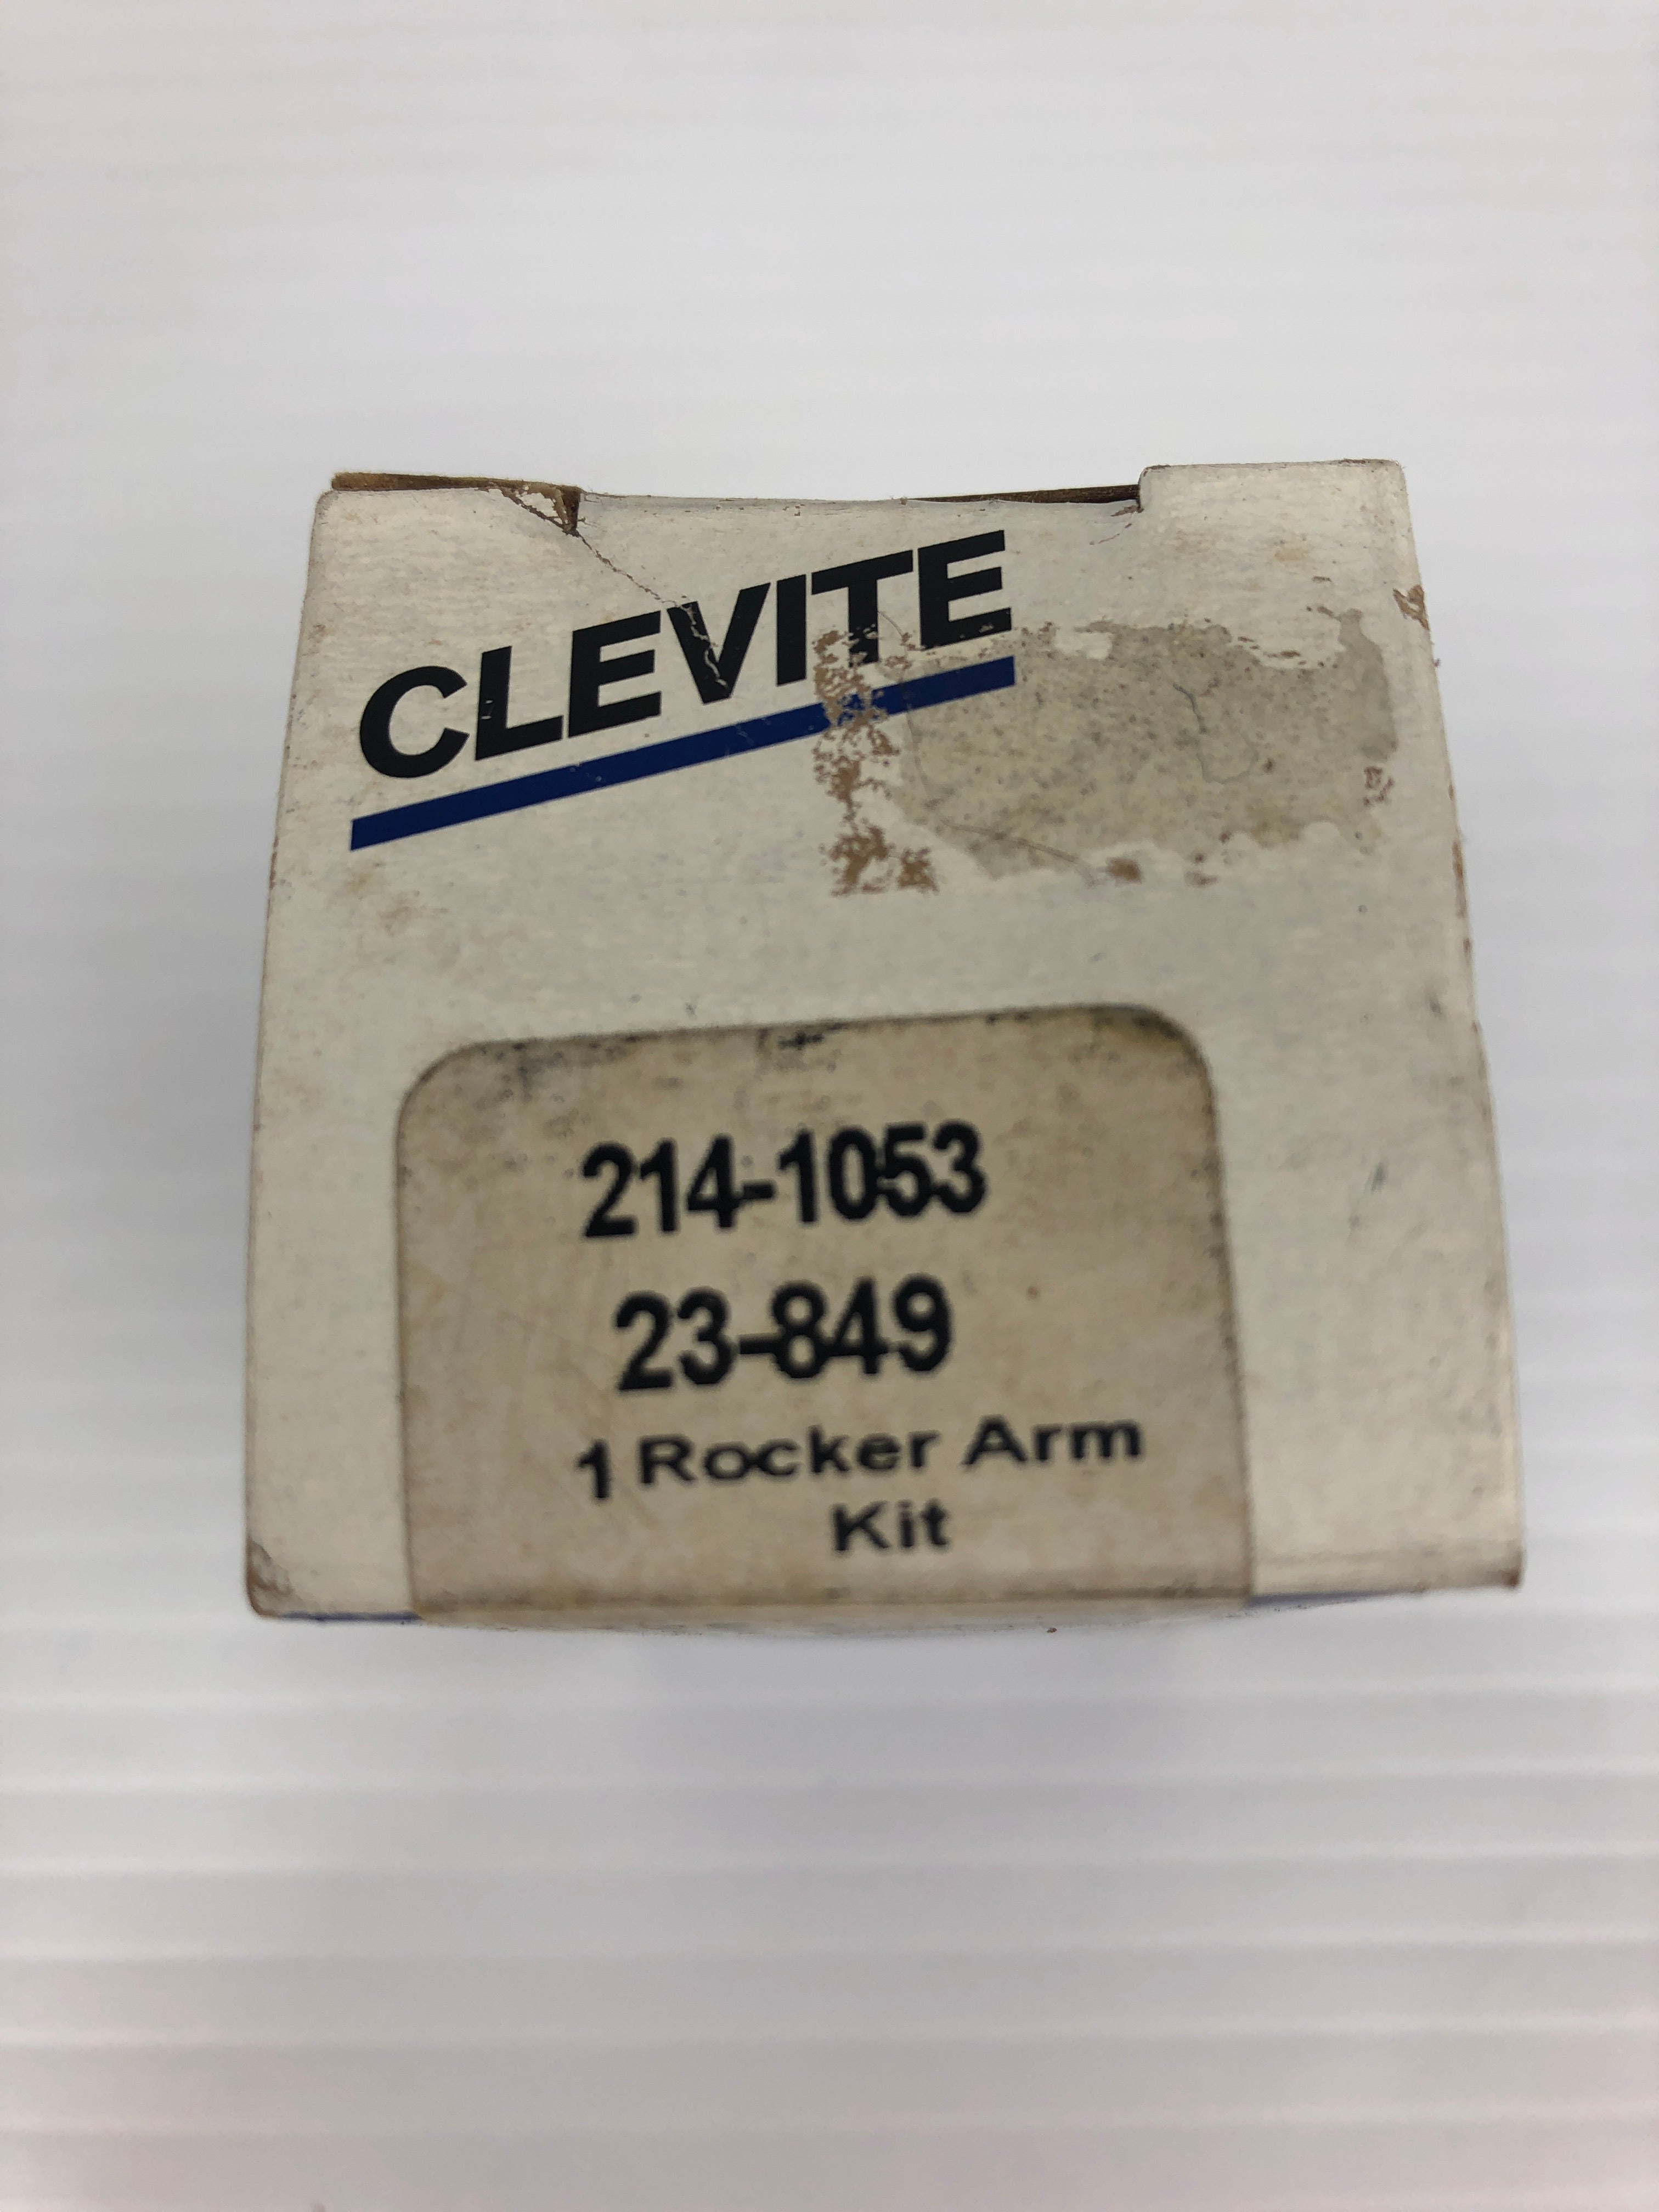 CLEVITE
214-1053
23-849
1 Rocker Arm
Kit